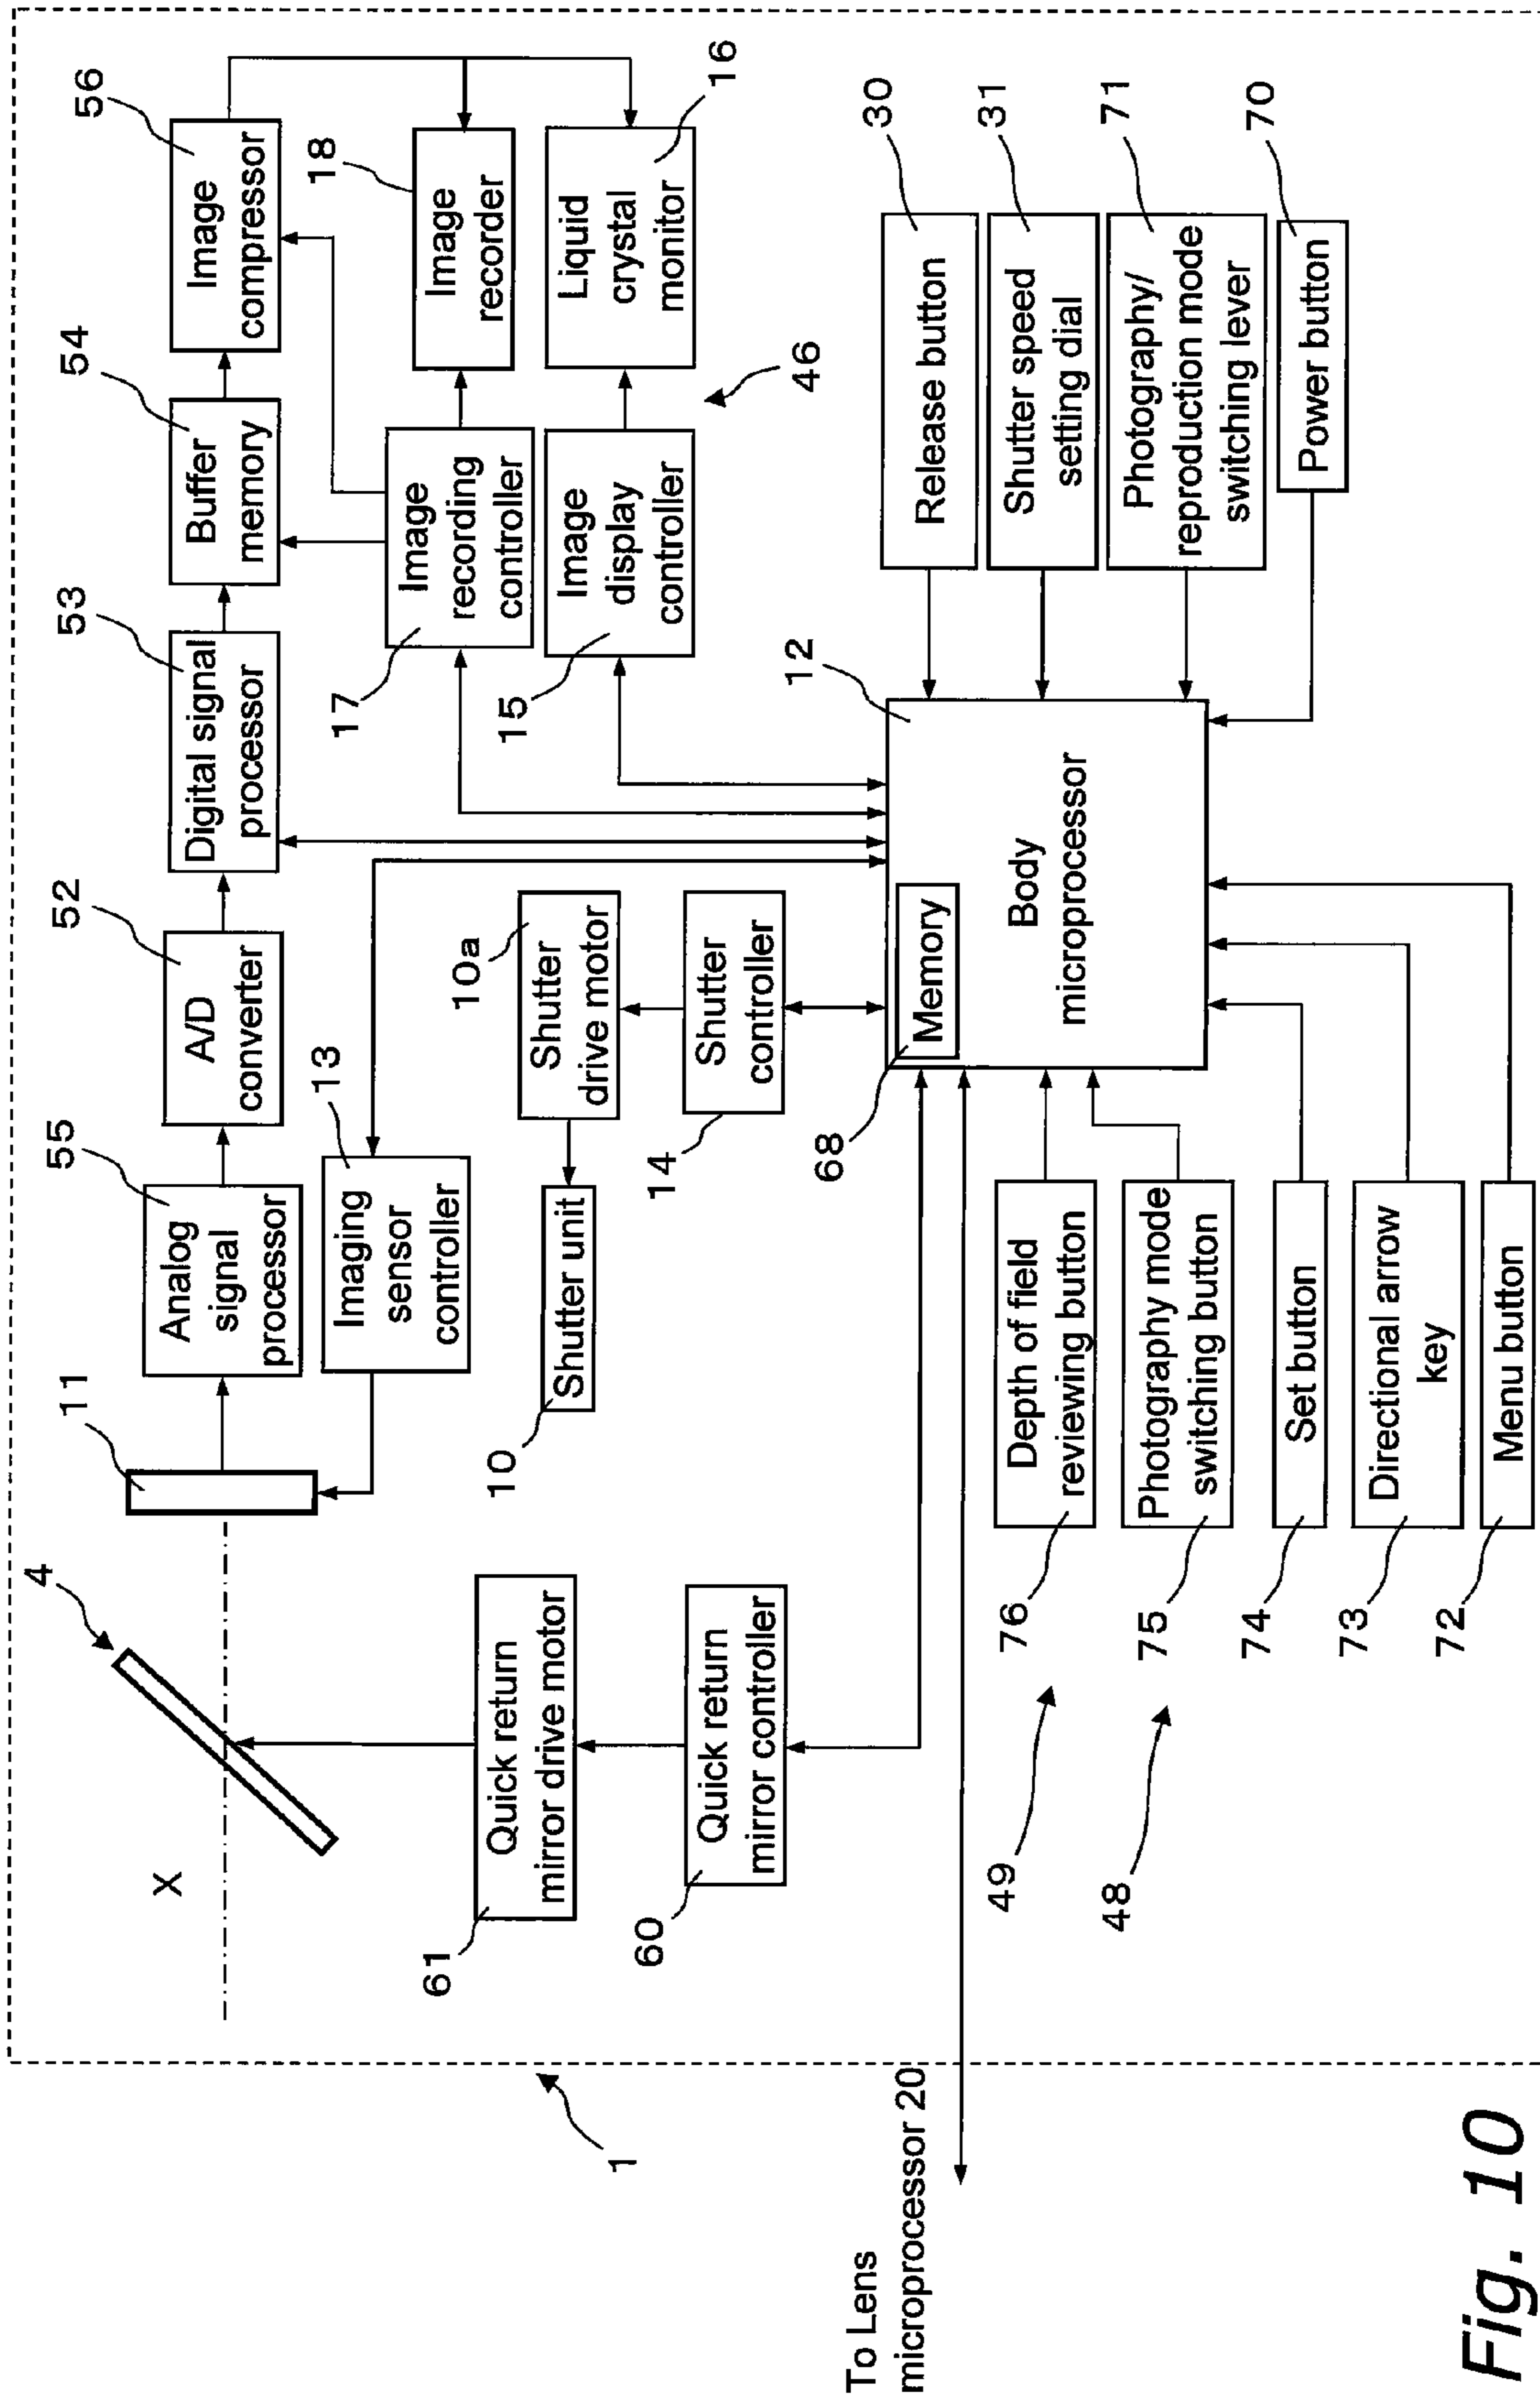 56
54
53
52
55
11
4
X
Image
compressor
Buffer
memory
Digital signal
processor
A/D
converter
Analog
signal
processor
18
Image
recorder
17
Image
recording
controller
13
Imaging
sensor
controller
16
Liquid
crystal
monitor
15
Image
display
controller
46
10a
Shutter
drive motor
10
Shutter unit
14
Shutter
controller
61
Quick return
mirror drive motor
60
Quick return
mirror controller
1
To Lens
microprocessor 20
12
68
Memory
Body
microprocessor
30
Release button
31
Shutter speed
setting dial
71
Photography/
reproduction mode
switching lever
70
Power button
49
48
76
Depth of field
reviewing button
75
Photography mode
switching button
74
Set button
73
Directional arrow
key
72
Menu button
Fig. 10